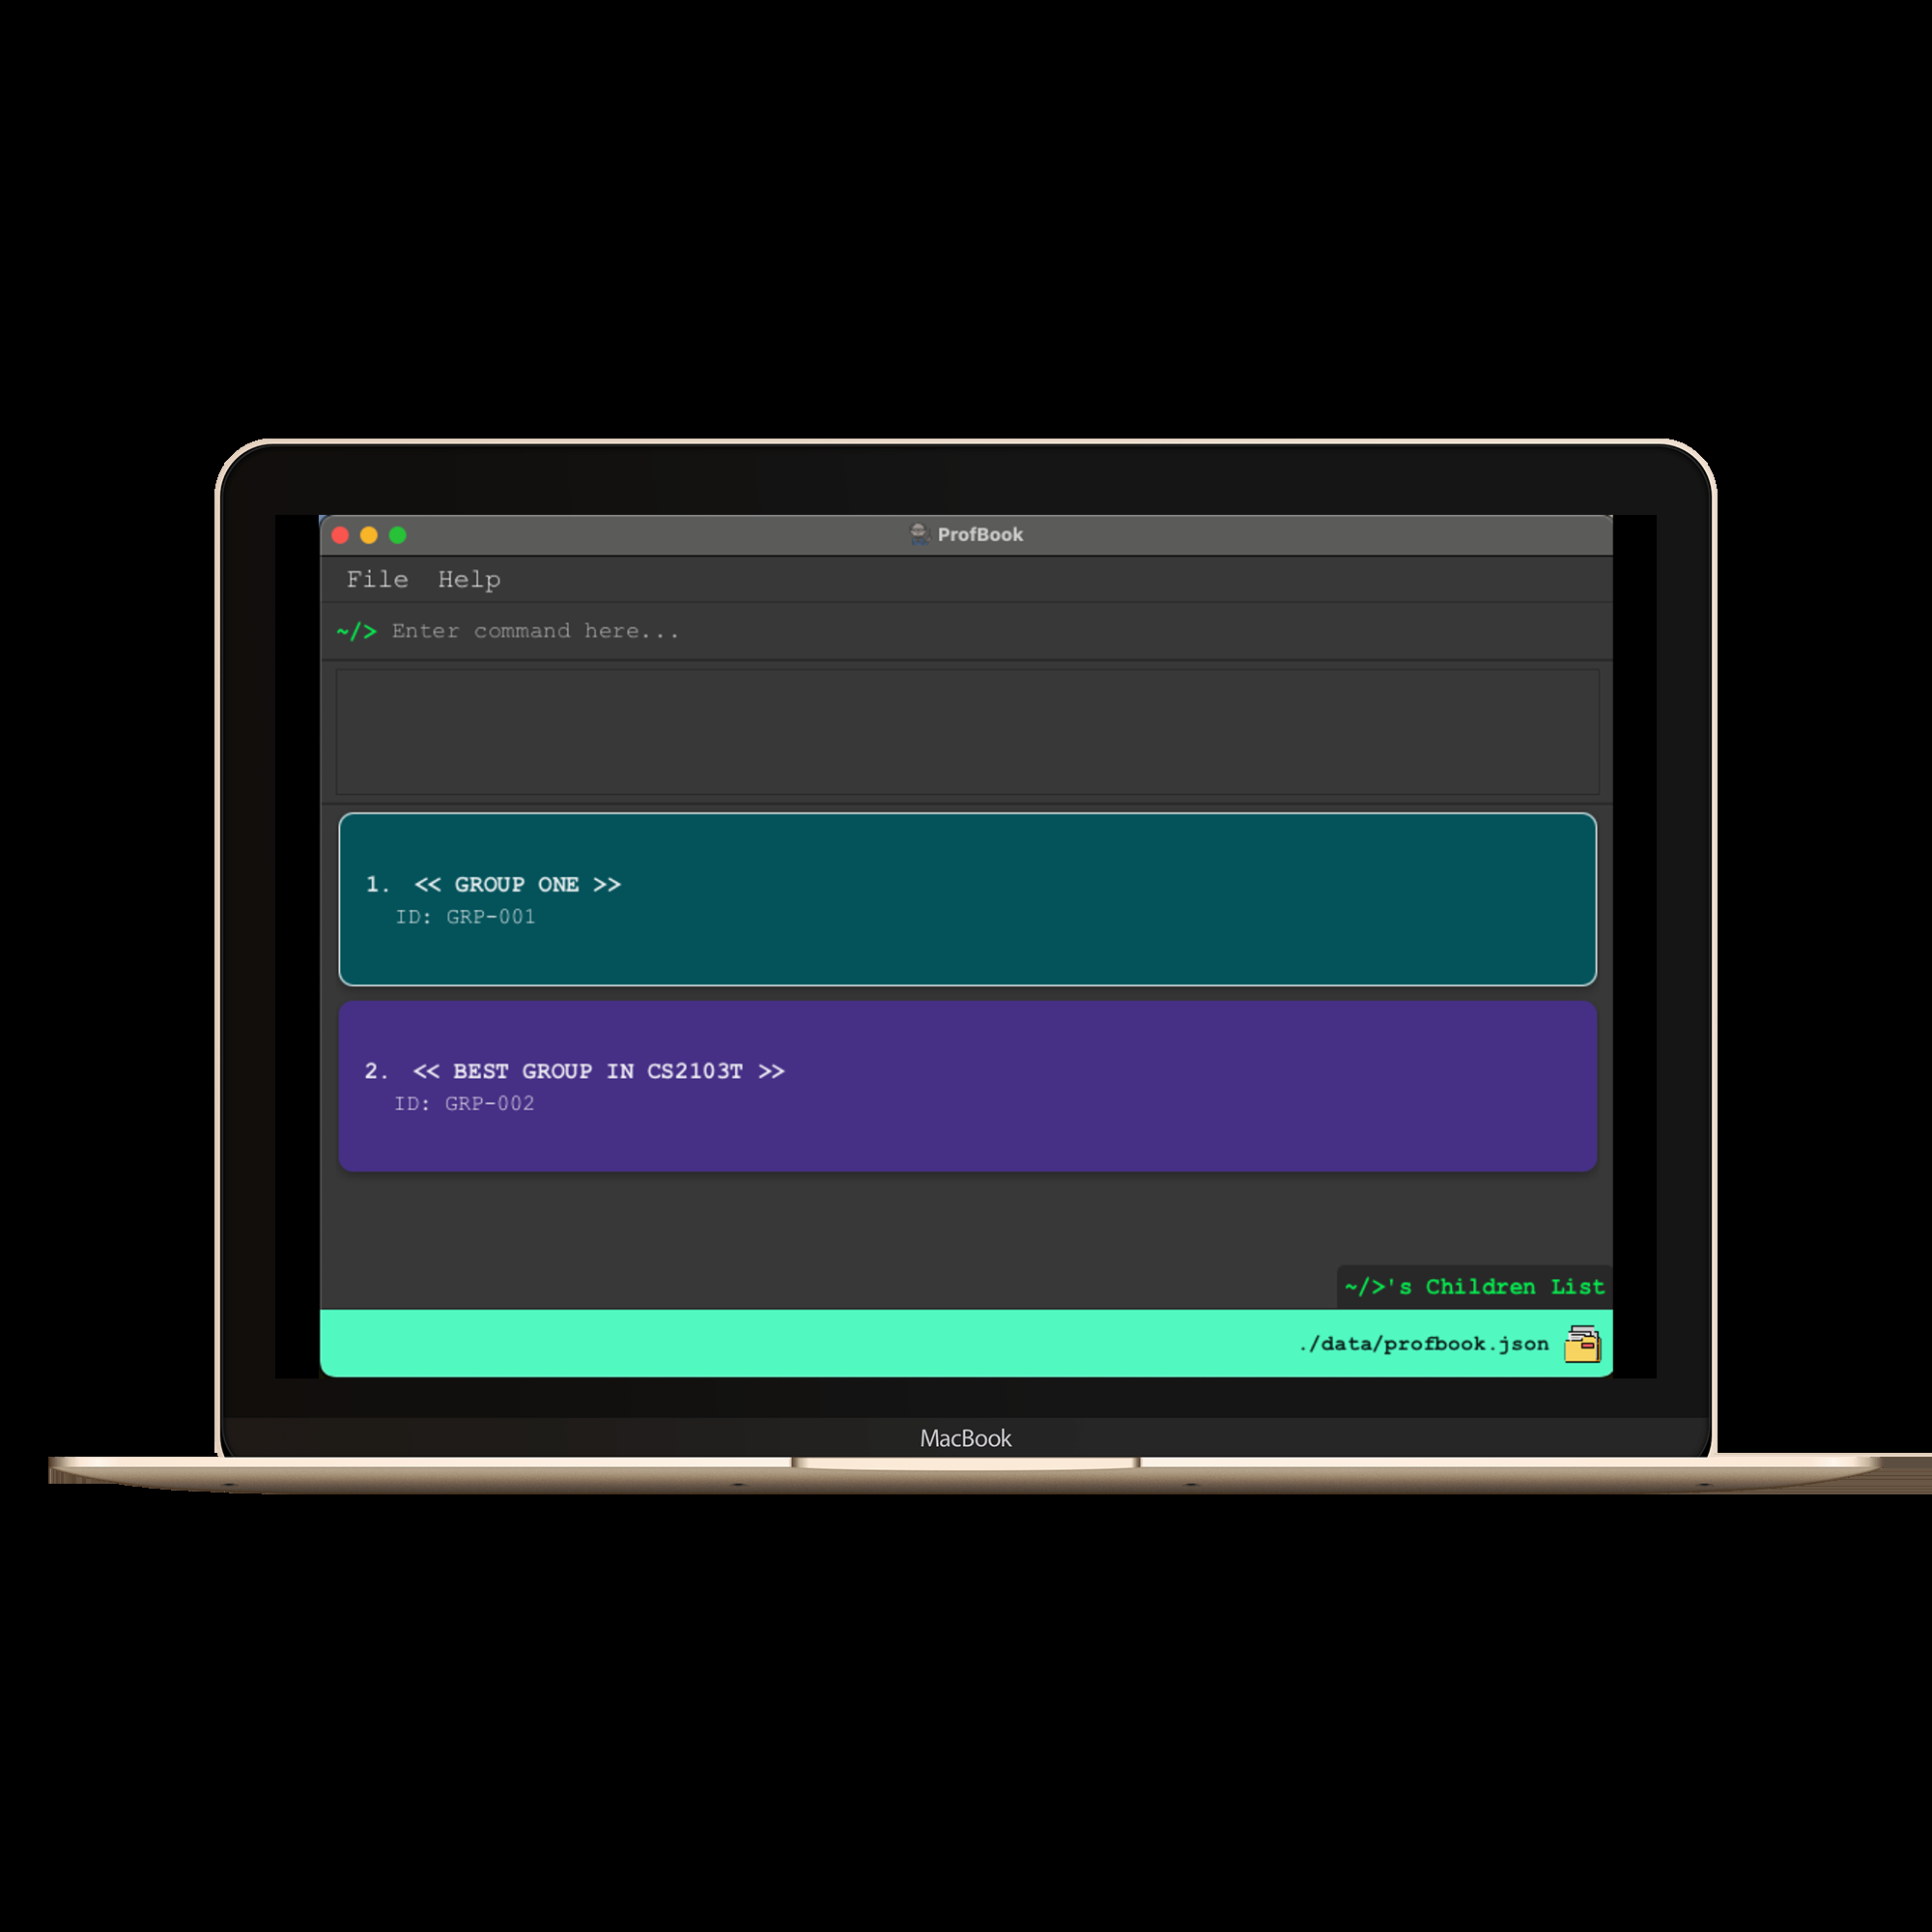 ProfBook
File Help
~/> Enter command here...
1. << GROUP ONE >>
ID: GRP-001
2. << BEST GROUP IN CS2103T >>
ID: GRP-002
~/>'s Children List
./data/profbook.json
MacBook